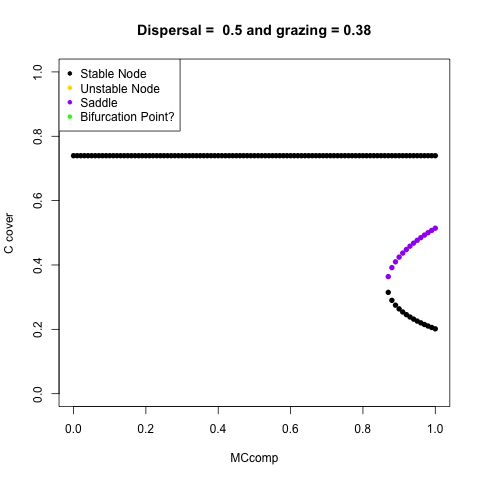 Dispersal =  0.5 and grazing = 0.38
1.0
Stable Node
Unstable Node
Saddle
Bifurcation Point?
0.8
0.6
C cover
0.4
0.2
0.0
0.0 0.2 0.4 0.6 0.8 1.0
MCcomp